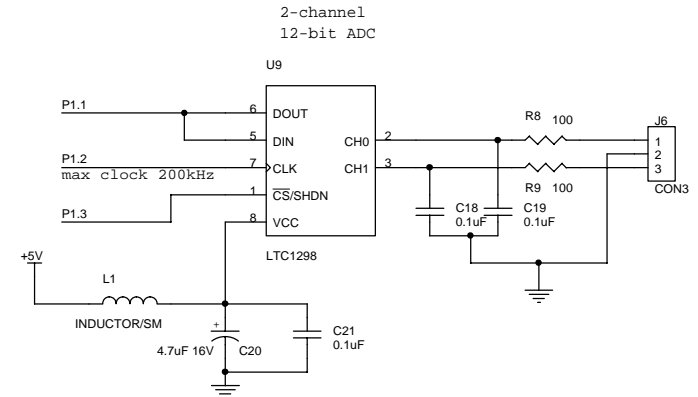 2-channel
12-bit ADC
U9
P1.1
6 DOUT
5 DIN
CH0 2
R8 100
J6
1
2
3
P1.2
7 CLK
CH1 3
max clock 200kHz
R9 100
CON3
1 CS/SHDN
P1.3
8 VCC
C18
0.1uF
C19
0.1uF
LTC1298
+5V
L1
INDUCTOR/SM
+
4.7uF 16V C20
C21
0.1uF